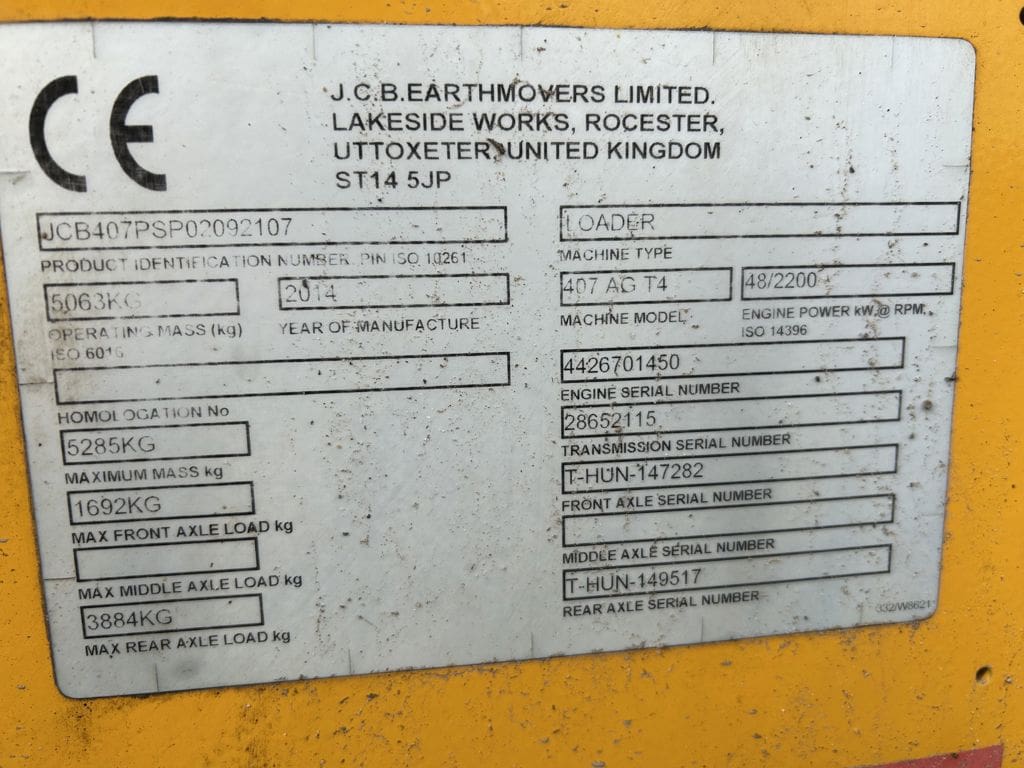 CE
J.C.B.EARTHMOVERS LIMITED.
LAKESIDE WORKS, ROCESTER,
UTTOXETER, UNITED KINGDOM
ST14 5JP
JCB407PSP02092107
PRODUCT IDENTIFICATION NUMBER. PIN ISO 10261
5063KG
OPERATING MASS (kg)
ISO 6016
2014
YEAR OF MANUFACTURE
HOMOLOGATION No
5285KG
MAXIMUM MASS kg
1692KG
MAX FRONT AXLE LOAD kg
MAX MIDDLE AXLE LOAD kg
3884KG
MAX REAR AXLE LOAD kg
LOADER
MACHINE TYPE
407 AG T4
MACHINE MODEL
48/2200
ENGINE POWER kW.@ RPM.
ISO 14396
4426701450
ENGINE SERIAL NUMBER
28652115
TRANSMISSION SERIAL NUMBER
T-HUN-147282
FRONT AXLE SERIAL NUMBER
MIDDLE AXLE SERIAL NUMBER
T-HUN-149517
REAR AXLE SERIAL NUMBER